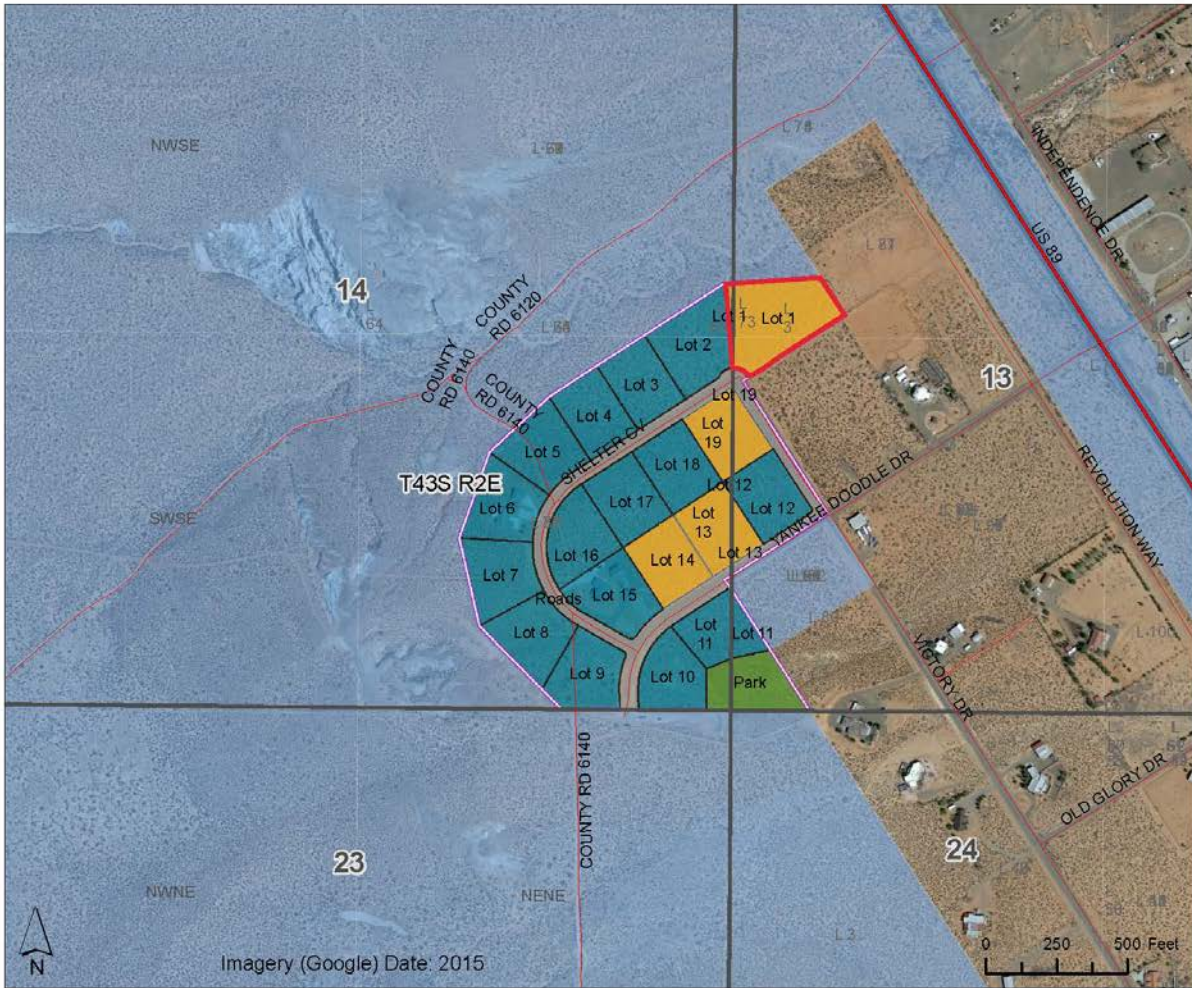 NWSE
L 78
INDEPENDENCE DR
US 89
14
COUNTY
RD 6120
64
COUNTY
RD 6140
COUNTY
RD 6140
Lot 1
Lot 1
Lot 2
Lot 3
Lot 4
Lot 5
Lot 6
Lot 7
Lot 8
Lot 9
Lot 10
Lot
11
Lot 11
Lot 12
Lot 12
Lot
13
Lot 13
Lot 14
Lot 15
Lot 16
Lot 17
Lot 18
Lot
19
Lot 19
Park
Roads
SHELTER CV
T43S R2E
13
YANKEE DOODLE DR
REVOLUTION WAY
SWSE
L 100
VICTORY DR
OLD GLORY DR
COUNTY RD 6140
23
24
NWNE
NENE
L 3
N
Imagery (Google) Date: 2015
0 250 500 Feet